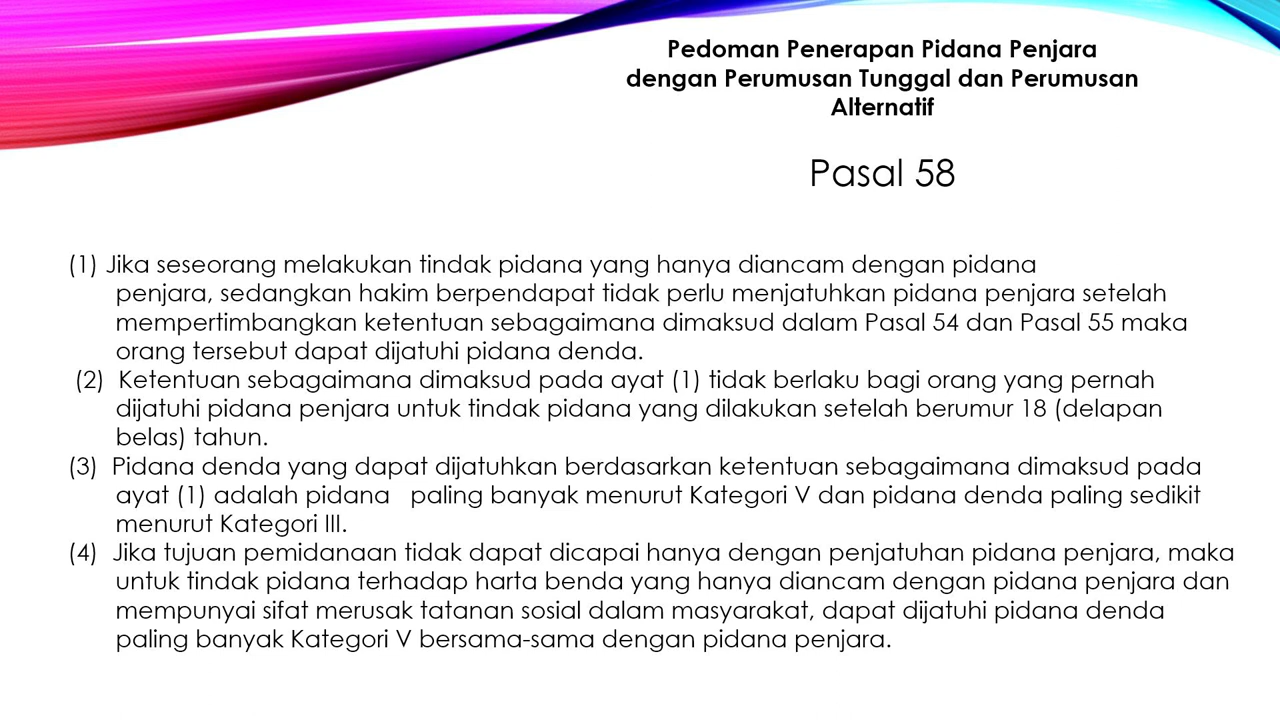 Pedoman Penerapan Pidana Penjara
dengan Perumusan Tunggal dan Perumusan
Alternatif
Pasal 58
(1) Jika seseorang melakukan tindak pidana yang hanya diancam dengan pidana
penjara, sedangkan hakim berpendapat tidak perlu menjatuhkan pidana penjara setelah
mempertimbangkan ketentuan sebagaimana dimaksud dalam Pasal 54 dan Pasal 55 maka
orang tersebut dapat dijatuhi pidana denda.
(2) Ketentuan sebagaimana dimaksud pada ayat (1) tidak berlaku bagi orang yang pernah
dijatuhi pidana penjara untuk tindak pidana yang dilakukan setelah berumur 18 (delapan
belas) tahun.
(3) Pidana denda yang dapat dijatuhkan berdasarkan ketentuan sebagaimana dimaksud pada
ayat (1) adalah pidana paling banyak menurut Kategori V dan pidana denda paling sedikit
menurut Kategori III.
(4) Jika tujuan pemidanaan tidak dapat dicapai hanya dengan penjatuhan pidana penjara, maka
untuk tindak pidana terhadap harta benda yang hanya diancam dengan pidana penjara dan
mempunyai sifat merusak tatanan sosial dalam masyarakat, dapat dijatuhi pidana denda
paling banyak Kategori V bersama-sama dengan pidana penjara.